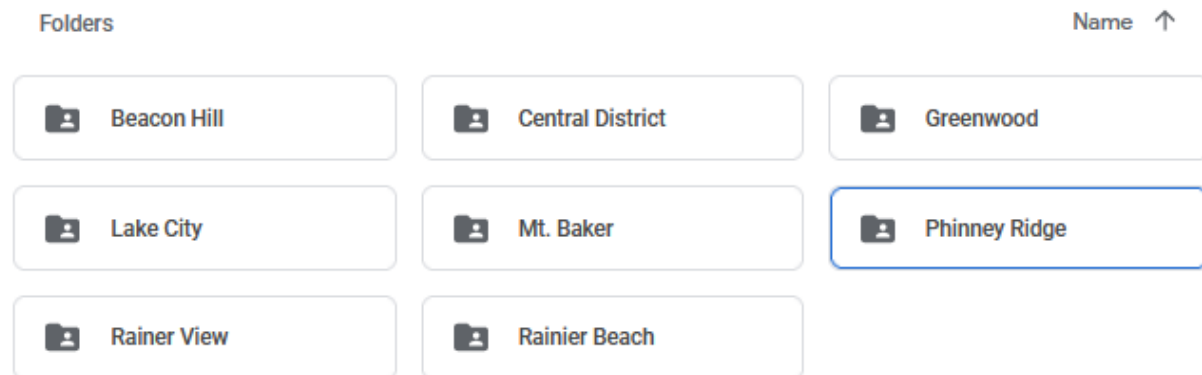 Folders Name
Beacon Hill Central District Greenwood
Lake City Mt. Baker Phinney Ridge
Rainer View Rainier Beach